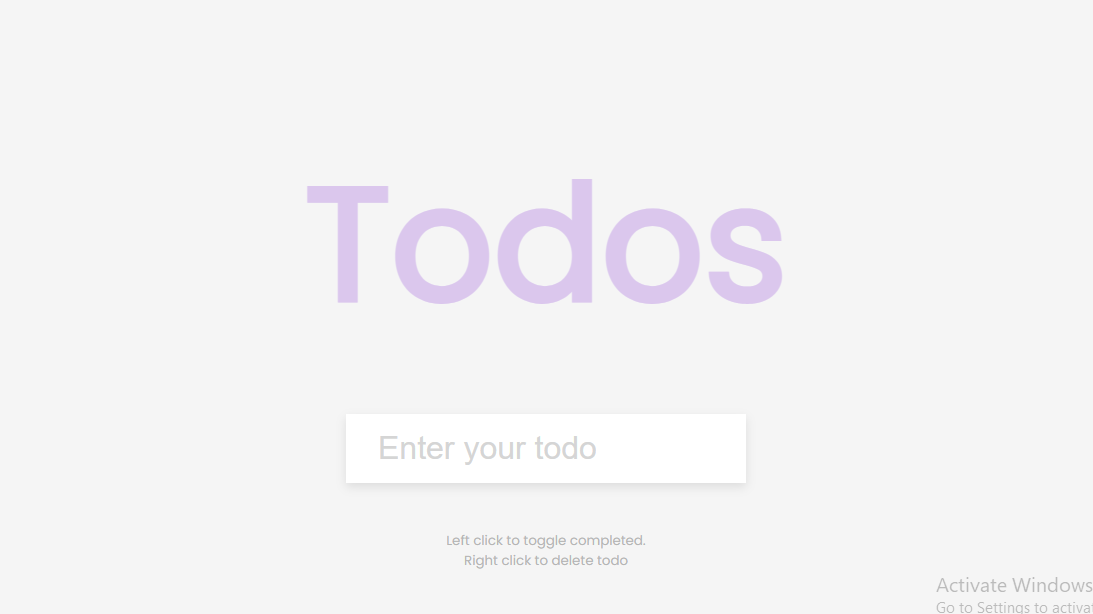 Todos
Enter your todo
Left click to toggle completed.
Right click to delete todo
Activate Windows
Go to Settings to